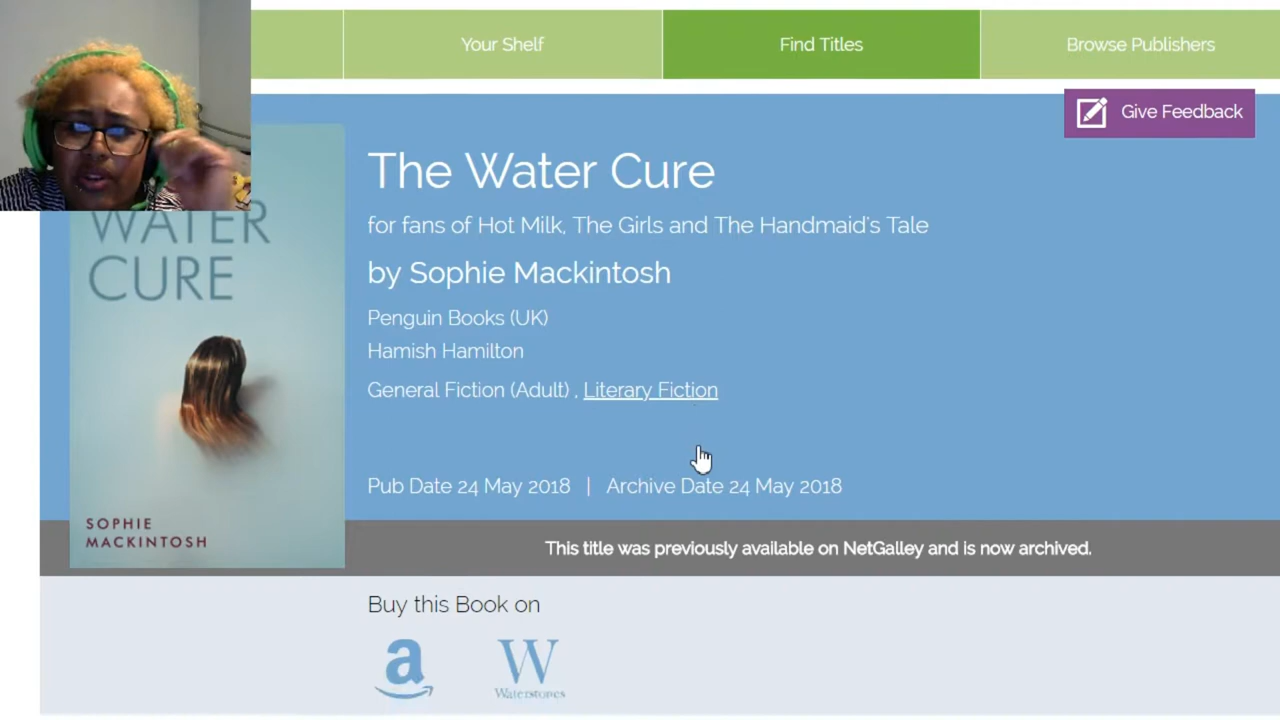 Your Shelf
Find Titles
Browse Publishers
Give Feedback
The Water Cure
for fans of Hot Milk, The Girls and The Handmaid's Tale
by Sophie Mackintosh
Penguin Books (UK)
Hamish Hamilton
General Fiction (Adult) , Literary Fiction
Pub Date 24 May 2018 | Archive Date 24 May 2018
WATER
CURE
SOPHIE
MACKINTOSH
This title was previously available on NetGalley and is now archived.
Buy this Book on
a
W
Waterstones